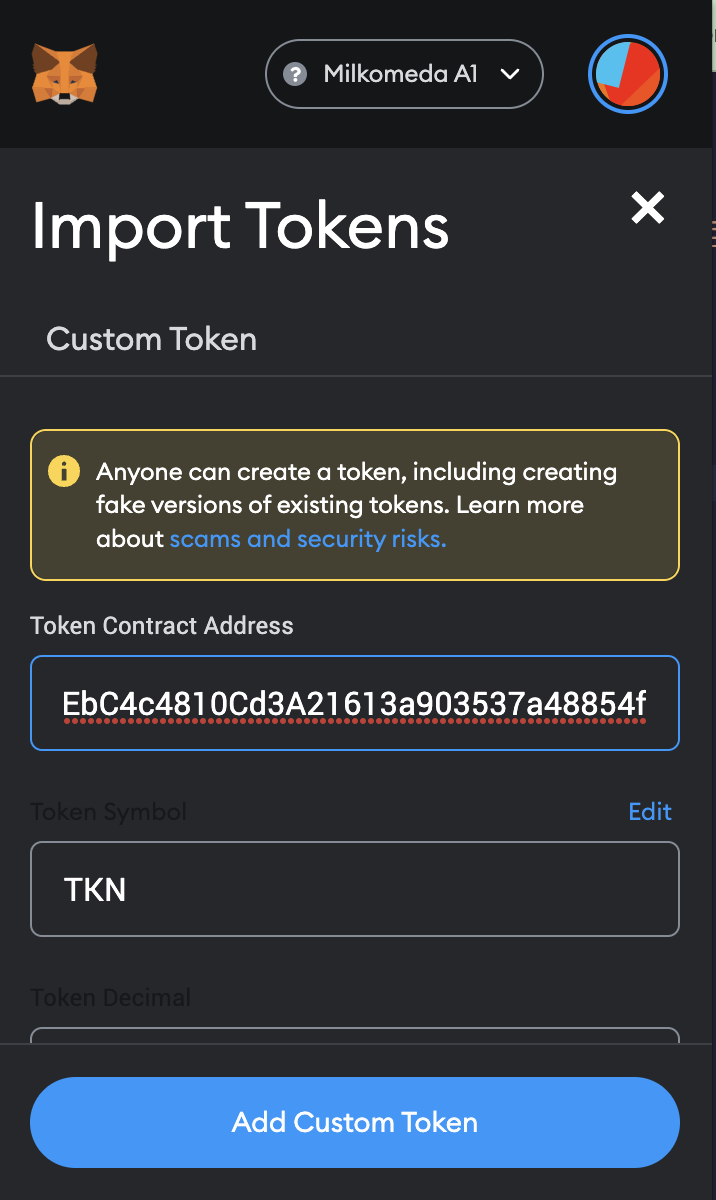 ? Milkomeda A1
Import Tokens
Custom Token
Anyone can create a token, including creating
fake versions of existing tokens. Learn more
about scams and security risks.
Token Contract Address
EbC4c4810Cd3A21613a903537a48854f
Token Symbol Edit
TKN
Token Decimal
Add Custom Token